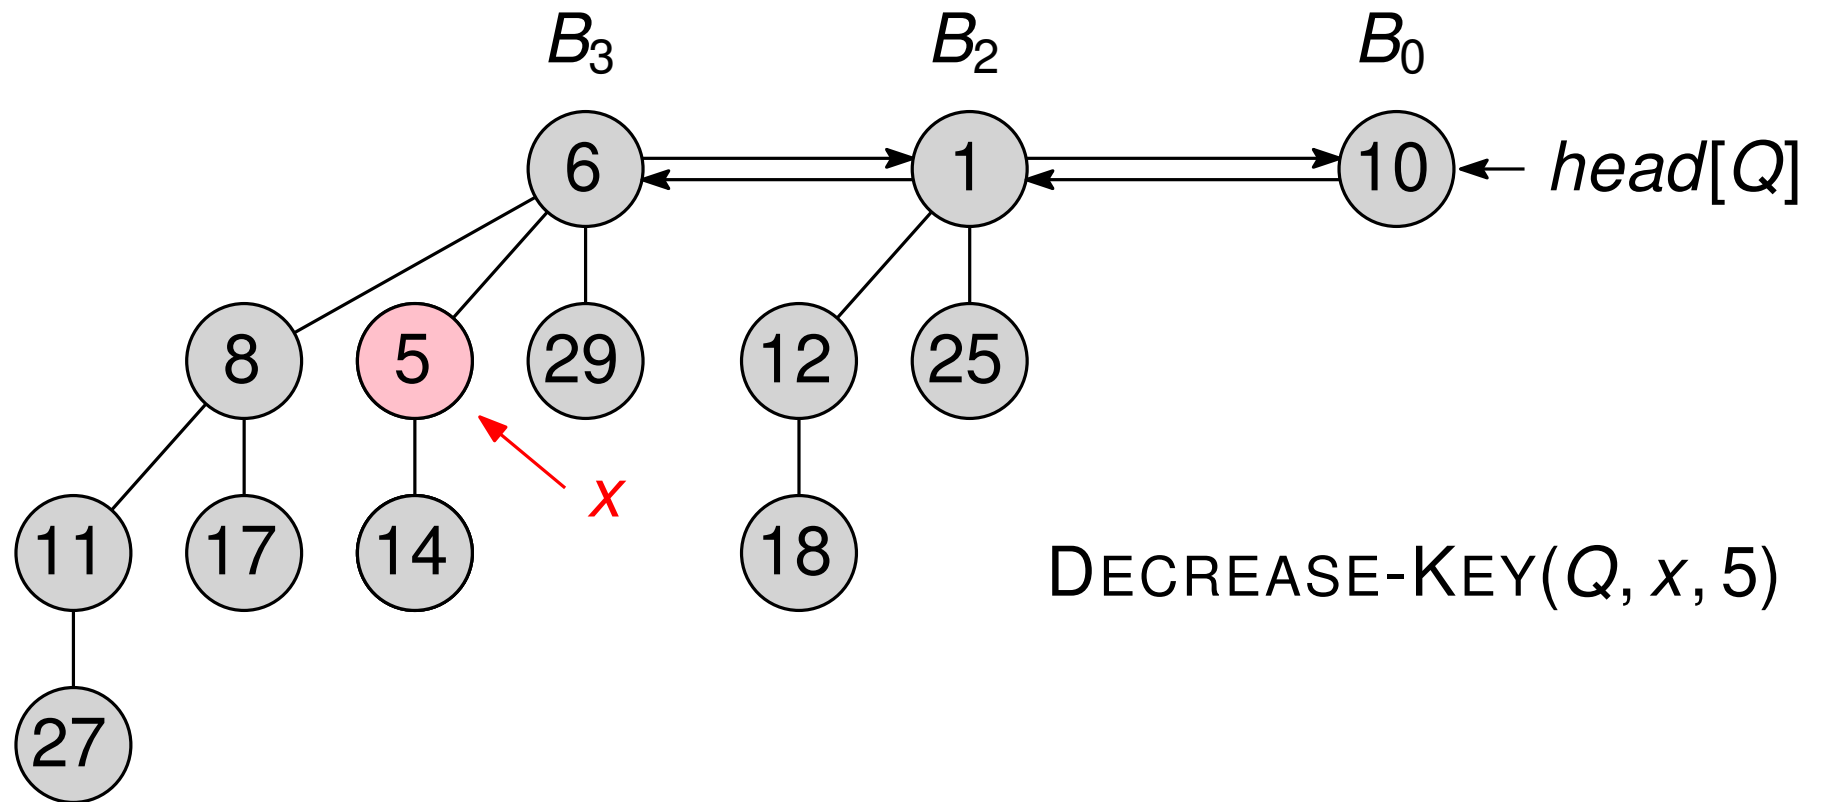 B3 B2 B0
6 1 10 head[Q]
8 5 29 12 25
x
11 17 14 18
DECREASE-KEY(Q, x, 5)
27